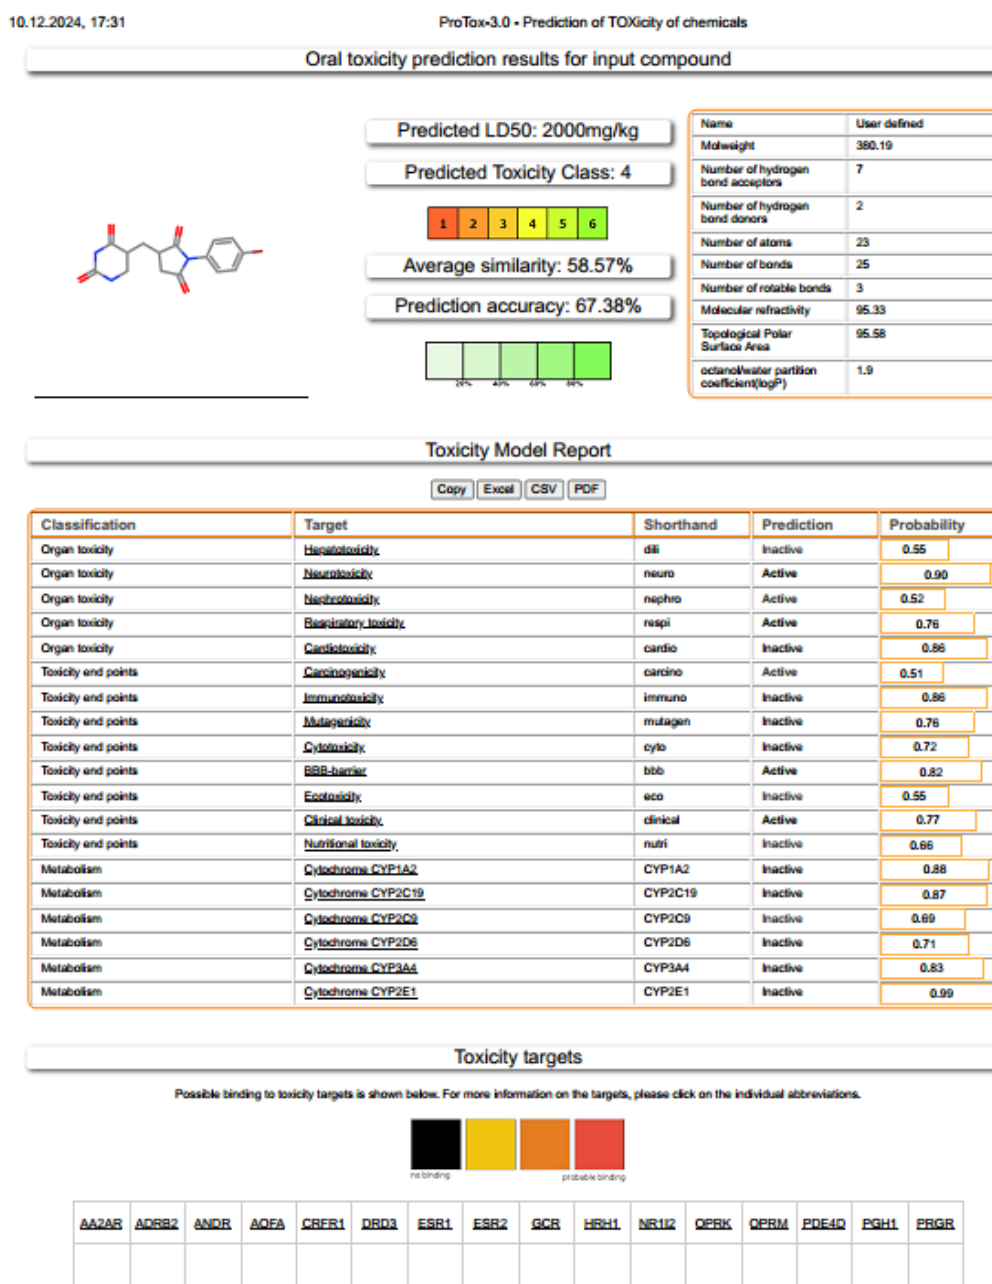 10.12.2024, 17:31 ProTox-3.0 - Prediction of TOXicity of chemicals
Oral toxicity prediction results for input compound
Predicted LD50: 2000mg/kg
Predicted Toxicity Class: 4
1 2 3 4 5 6
Average similarity: 58.57%
Prediction accuracy: 67.38%
20% 40% 60% 80%
Name User defined
Molweight 380.19
Number of hydrogen bond acceptors 7
Number of hydrogen bond donors 2
Number of atoms 23
Number of bonds 25
Number of rotable bonds 3
Molecular refractivity 95.33
Topological Polar Surface Area 95.58
octanol/water partition coefficient(logP) 1.9
Toxicity Model Report
Copy Excel CSV PDF
Classification Target Shorthand Prediction Probability
Organ toxicity Hepatotoxicity dili Inactive 0.55
Organ toxicity Neurotoxicity neuro Active 0.90
Organ toxicity Nephrotoxicity nephro Active 0.52
Organ toxicity Respiratory toxicity respi Active 0.76
Organ toxicity Cardiotoxicity cardio Inactive 0.86
Toxicity end points Carcinogenicity carcino Active 0.51
Toxicity end points Immunotoxicity immuno Inactive 0.86
Toxicity end points Mutagenicity mutagen Inactive 0.76
Toxicity end points Cytotoxicity cyto Inactive 0.72
Toxicity end points BBB-barrier bbb Active 0.82
Toxicity end points Ecotoxicity eco Inactive 0.55
Toxicity end points Clinical toxicity clinical Active 0.77
Toxicity end points Nutritional toxicity nutri Inactive 0.66
Metabolism Cytochrome CYP1A2 CYP1A2 Inactive 0.88
Metabolism Cytochrome CYP2C19 CYP2C19 Inactive 0.87
Metabolism Cytochrome CYP2C9 CYP2C9 Inactive 0.69
Metabolism Cytochrome CYP2D6 CYP2D6 Inactive 0.71
Metabolism Cytochrome CYP3A4 CYP3A4 Inactive 0.83
Metabolism Cytochrome CYP2E1 CYP2E1 Inactive 0.99
Toxicity targets
Possible binding to toxicity targets is shown below. For more information on the targets, please click on the individual abbreviations.
no binding probable binding
AA2AR ADRB2 ANDR AOFA CRFR1 DRD3 ESR1 ESR2 GCR HRH1 NR1I2 OPRK OPRM PDE4D PGH1 PRGR